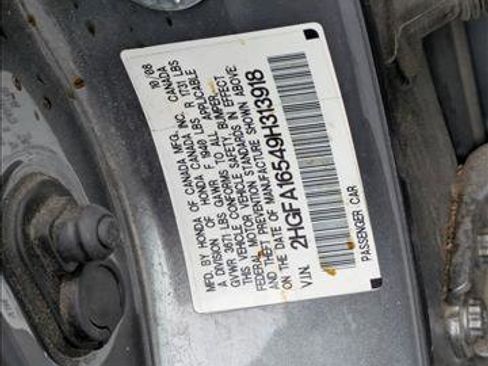 MFD. BY HONDA OF CANADA MFG., INC. 10/08
A DIVISION OF HONDA CANADA INC. CANADA
GVWR 3671 LBS GAWR F 1940 LBS R 1731 LBS
THIS VEHICLE CONFORMS TO ALL APPLICABLE
FEDERAL MOTOR VEHICLE SAFETY, BUMPER,
AND THEFT PREVENTION STANDARDS IN EFFECT
ON THE DATE OF MANUFACTURE SHOWN ABOVE.
V.I.N. 2HGFA16549H313918
PASSENGER CAR